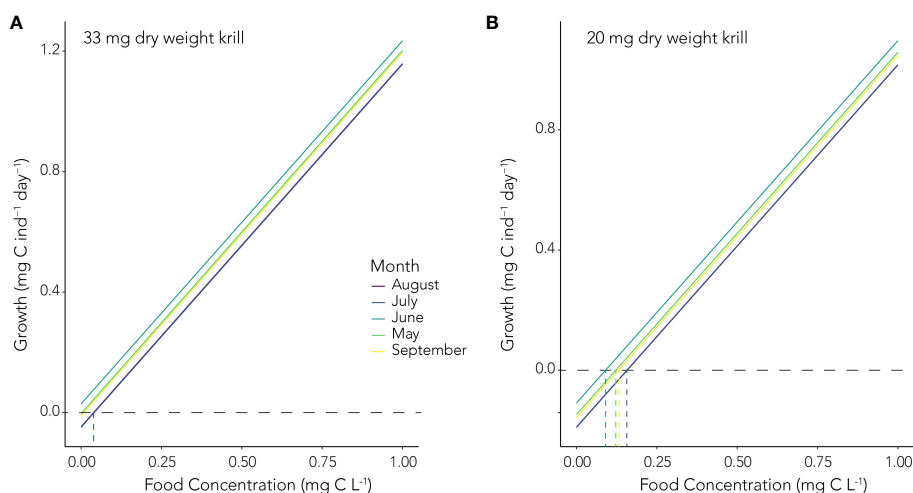 A
33 mg dry weight krill
1.2
0.8
0.4
0.0
Growth (mg C ind⁻¹ day⁻¹)
0.00 0.25 0.50 0.75 1.00
Food Concentration (mg C L⁻¹)
Month
August
July
June
May
September
B
20 mg dry weight krill
0.8
0.4
0.0
Growth (mg C ind⁻¹ day⁻¹)
0.00 0.25 0.50 0.75 1.00
Food Concentration (mg C L⁻¹)